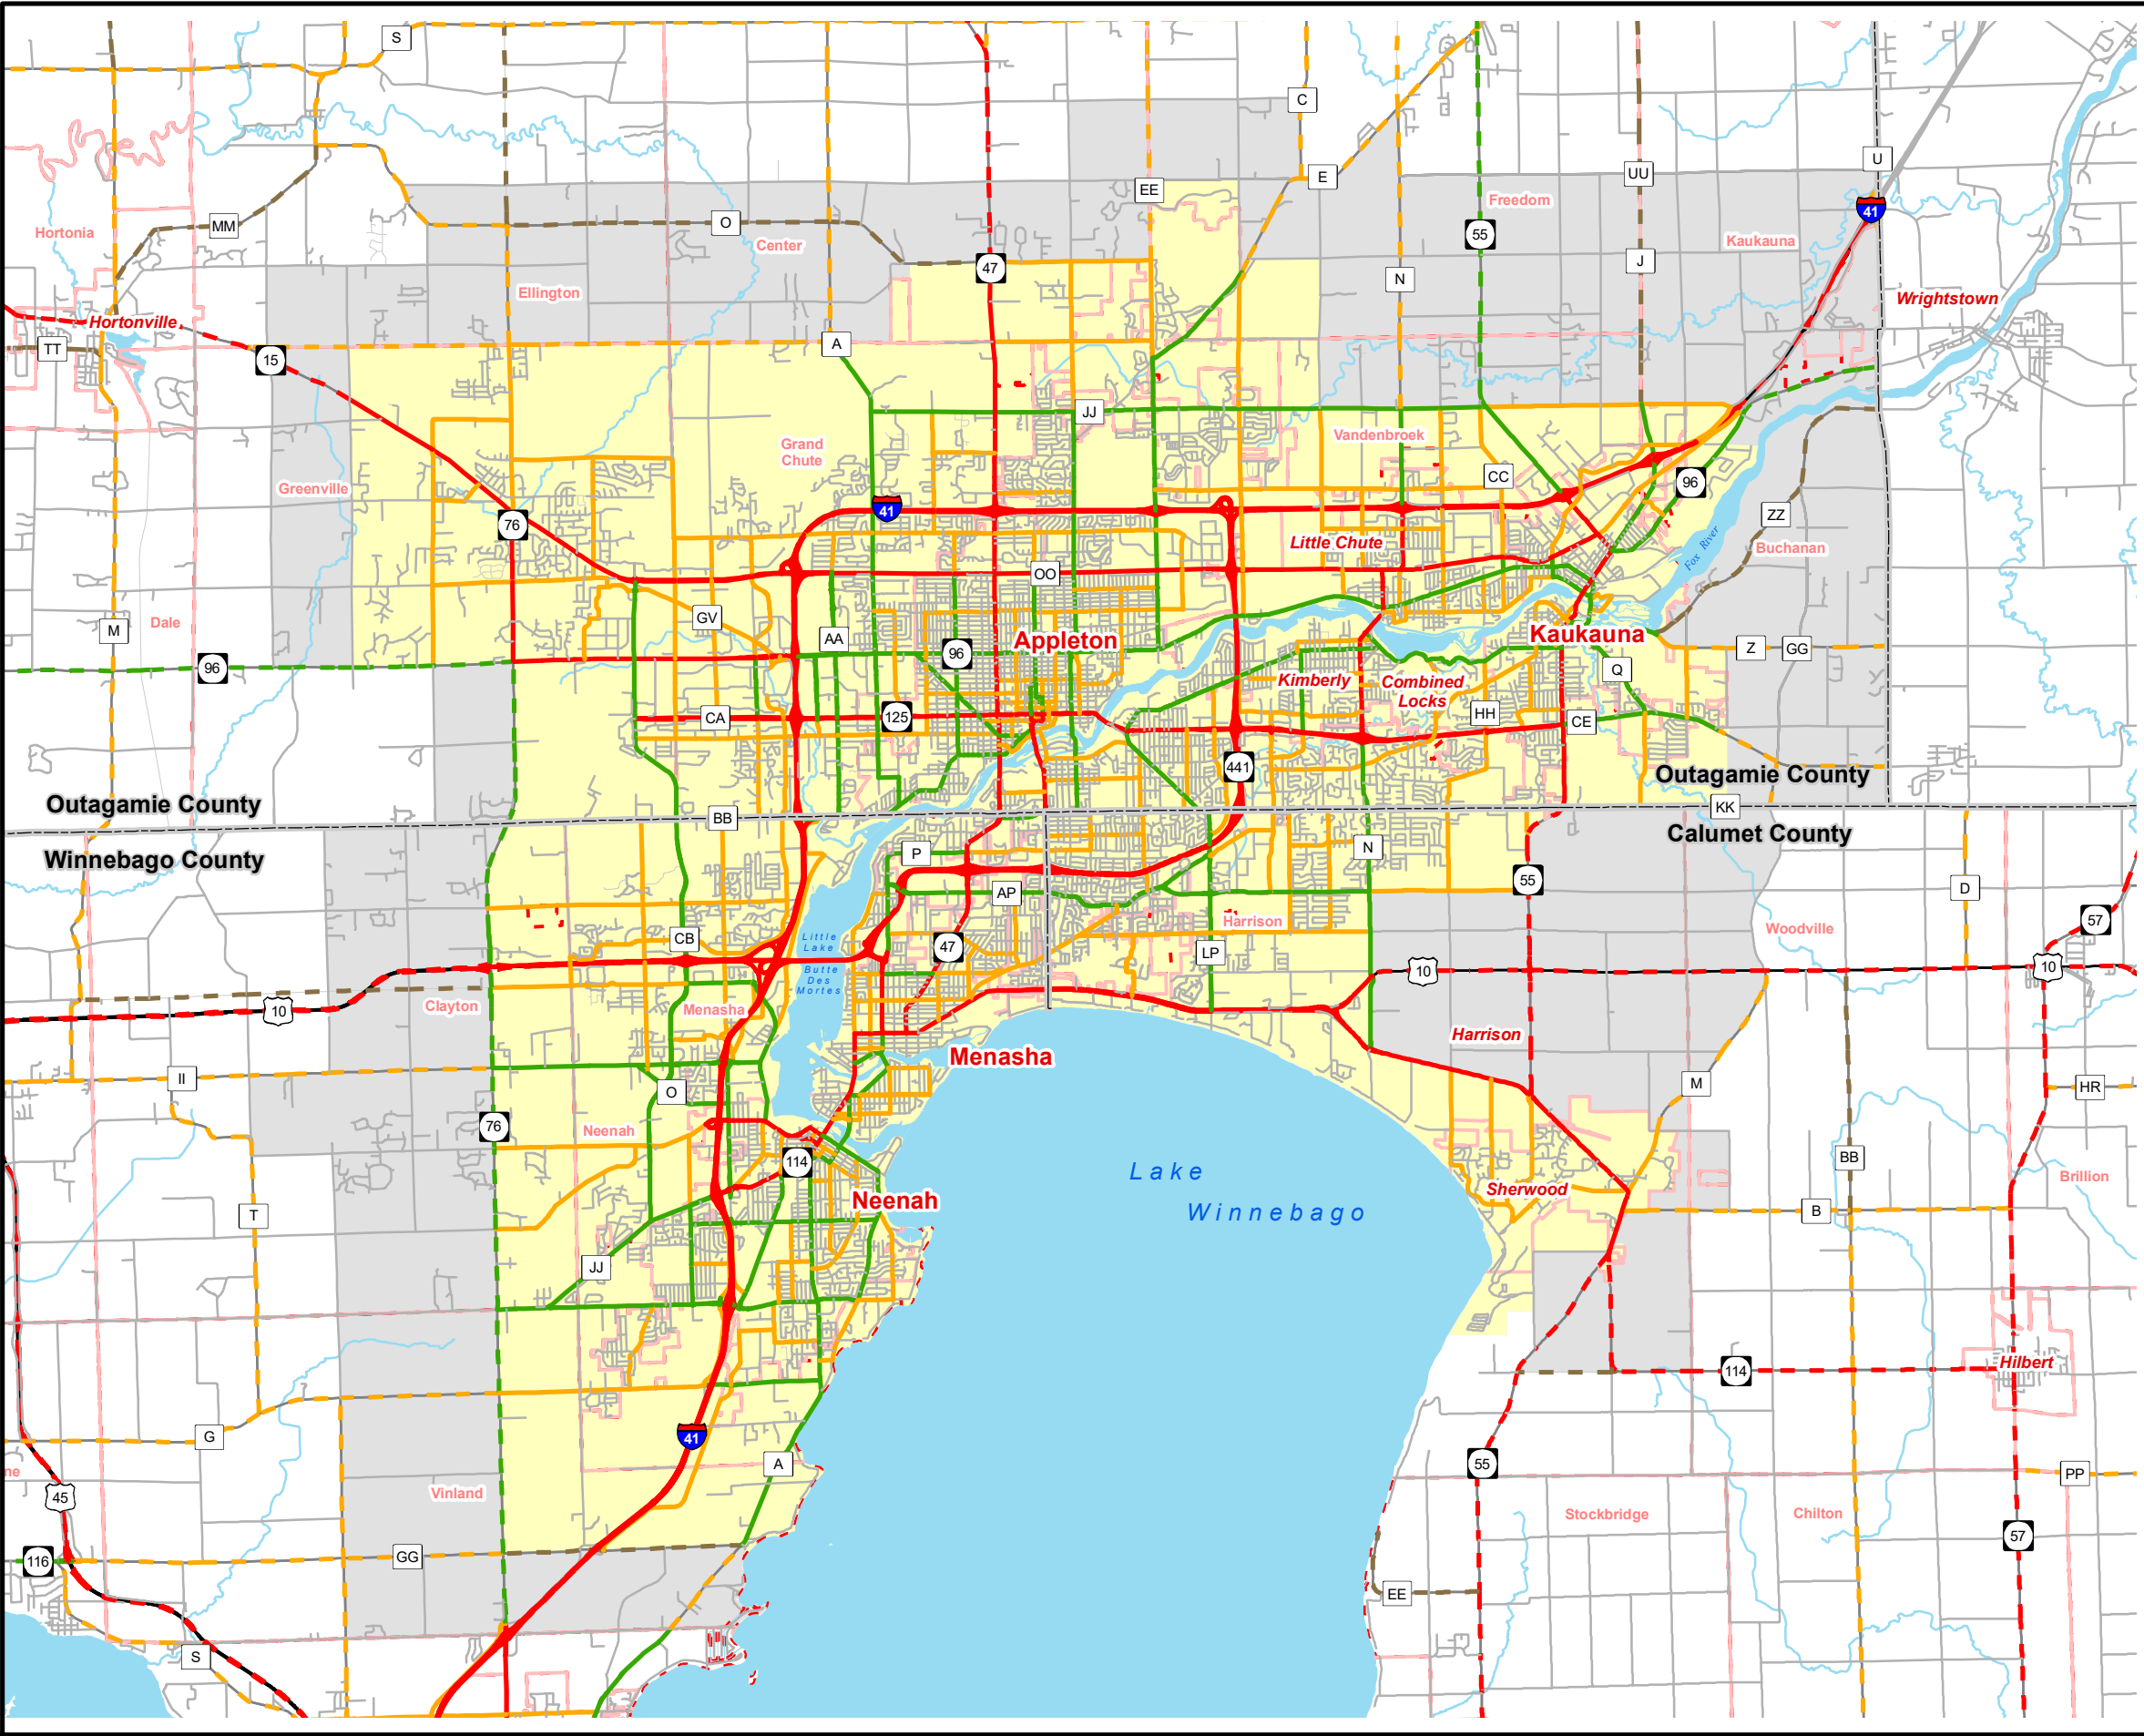 S
C
U
E
UU
EE
Freedom
MM
O
Hortonia
55
41
Center
Kaukauna
47
J
N
Ellington
Wrightstown
Hortonville
TT
A
15
JJ
Vandenbroek
Grand
Chute
CC
Greenville
96
41
76
ZZ
Little Chute
Fox River
Buchanan
OO
GV
M
Dale
AA
Appleton
Kaukauna
96
Z
GG
96
Q
Kimberly
Combined
Locks
CA
125
HH
CE
441
Outagamie County
Outagamie County
KK
BB
Calumet County
Winnebago County
P
N
55
D
AP
57
Harrison
Woodville
CB
Little
Lake
Butte
Des
Mortes
47
LP
10
10
Clayton
10
Menasha
Harrison
Menasha
II
M
HR
O
76
Neenah
BB
114
Lake
Brillion
Sherwood
Neenah
Winnebago
B
T
JJ
Hilbert
114
41
G
A
55
ne
PP
45
Vinland
Stockbridge
Chilton
57
GG
116
EE
S